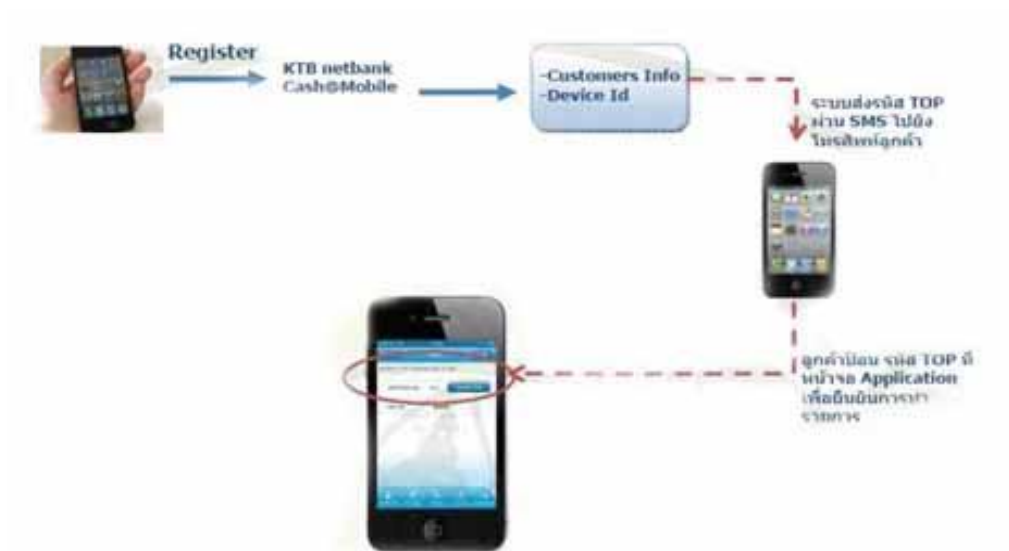 Register
KTB netbank
Cash@Mobile
-Customers Info
-Device Id
ระบบส่งรหัส TOP
ผ่าน SMS ไปยัง
โทรศัพท์ลูกค้า
ลูกค้าป้อน รหัส TOP ที่
หน้าจอ Application
เพื่อยืนยันการทำ
รายการ